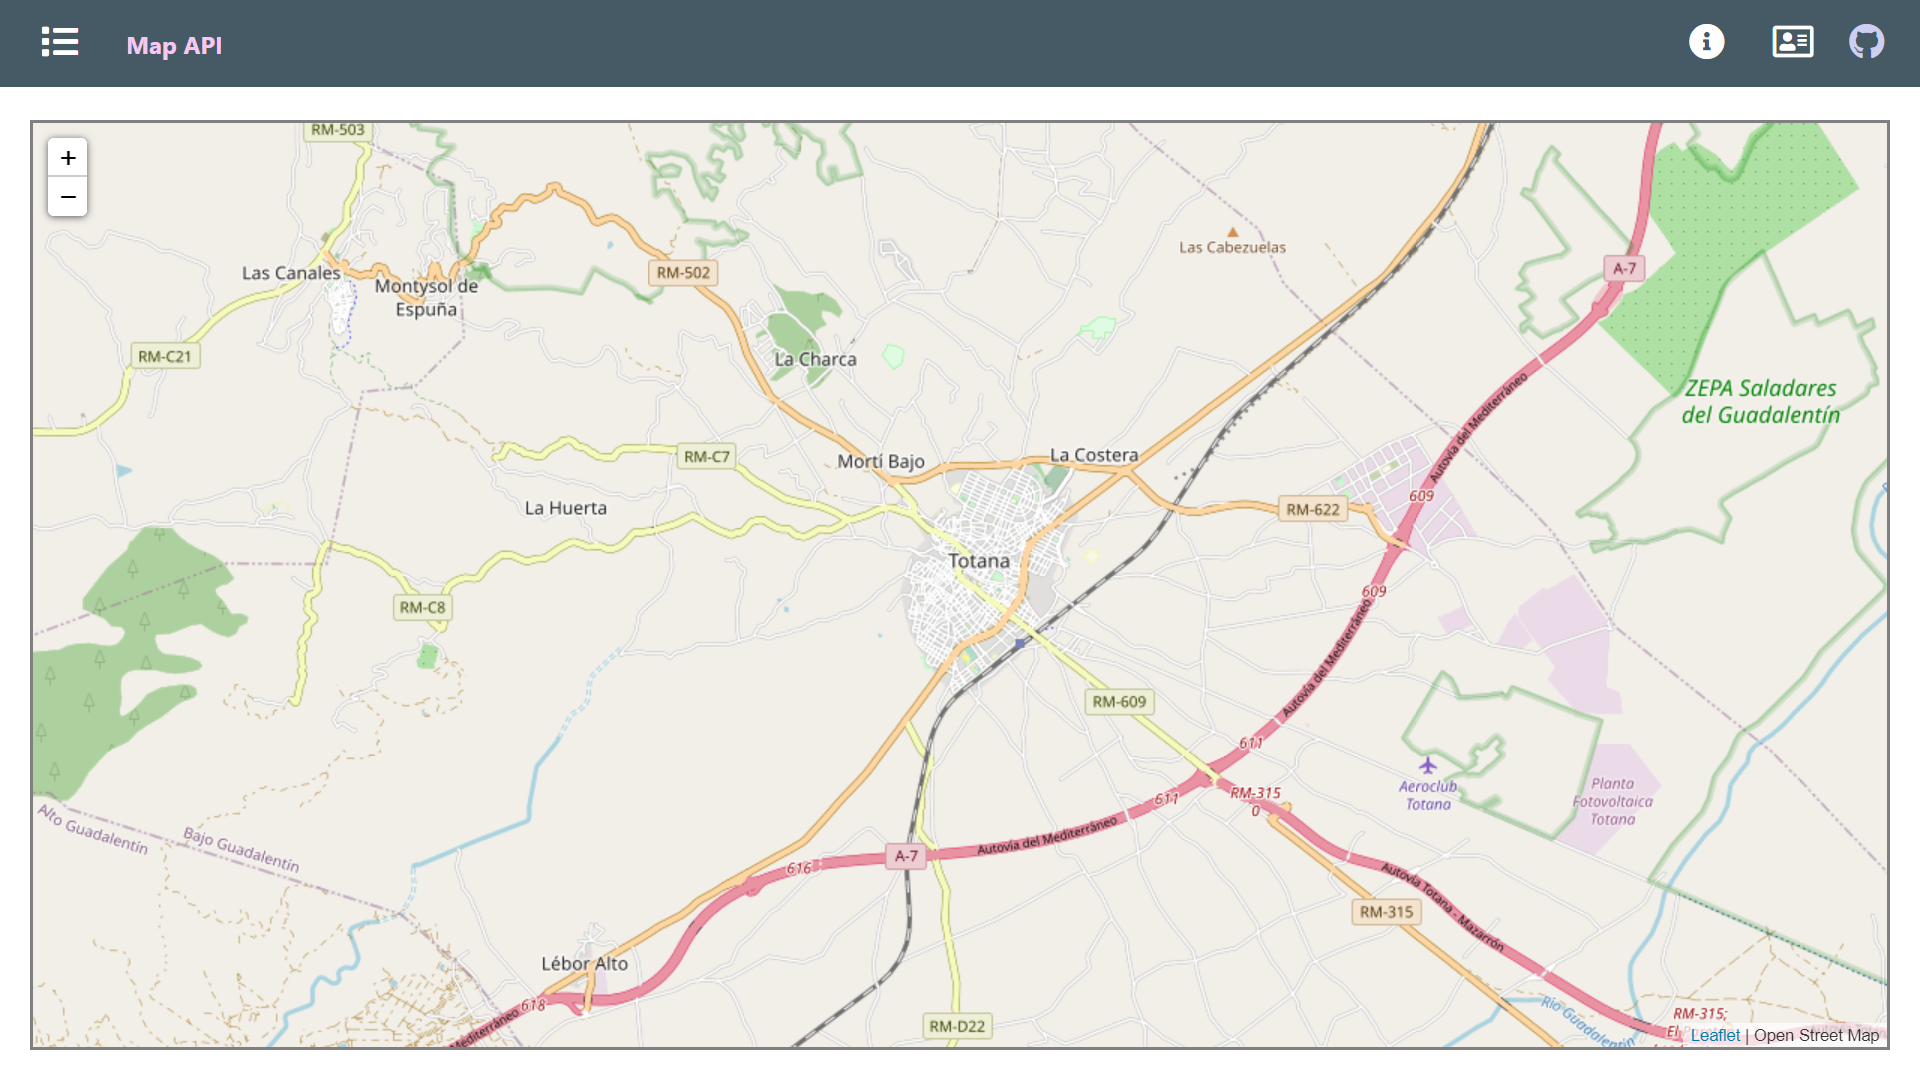 Map API
RM-503
+
−
Las Cabezuelas
Las Canales
RM-502
A-7
Montysol de
Espuña
RM-C21
La Charca
Autovía del Mediterráneo
ZEPA Saladares
del Guadalentín
RM-C7
Mortí Bajo
La Costera
609
La Huerta
RM-622
Totana
609
RM-C8
Autovía del Mediterráneo
RM-609
611
Aeroclub
Totana
Planta
Fotovoltaica
Totana
RM-315
0
611
Alto Guadalentín
Bajo Guadalentín
Autovía del Mediterráneo
A-7
616
Autovía Totana - Mazarrón
RM-315
Lébor Alto
618
Mediterráneo
RM-D22
Río Guadalentín
RM-315;
El
Leaflet | Open Street Map